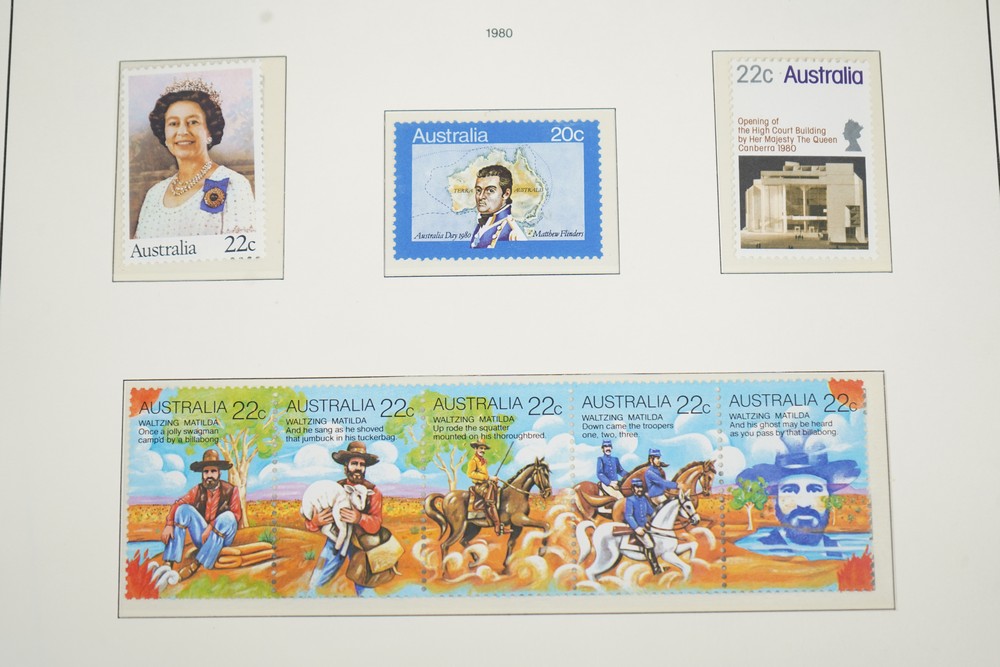 1980
Australia 22c
Australia 20c
TERRA AUSTRALIS
Australia Day 1980 Matthew Flinders
22c Australia
Opening of
the High Court Building
by Her Majesty The Queen
Canberra 1980
AUSTRALIA 22c
WALTZING MATILDA
Once a jolly swagman
camp'd by a billabong.
AUSTRALIA 22c
WALTZING MATILDA
And he sang as he shoved
that jumbuck in his tuckerbag.
AUSTRALIA 22c
WALTZING MATILDA
Up rode the squatter
mounted on his thoroughbred.
AUSTRALIA 22c
WALTZING MATILDA
Down came the troopers
one, two, three.
AUSTRALIA 22c
WALTZING MATILDA
And his ghost may be heard
as you pass by that billabong.